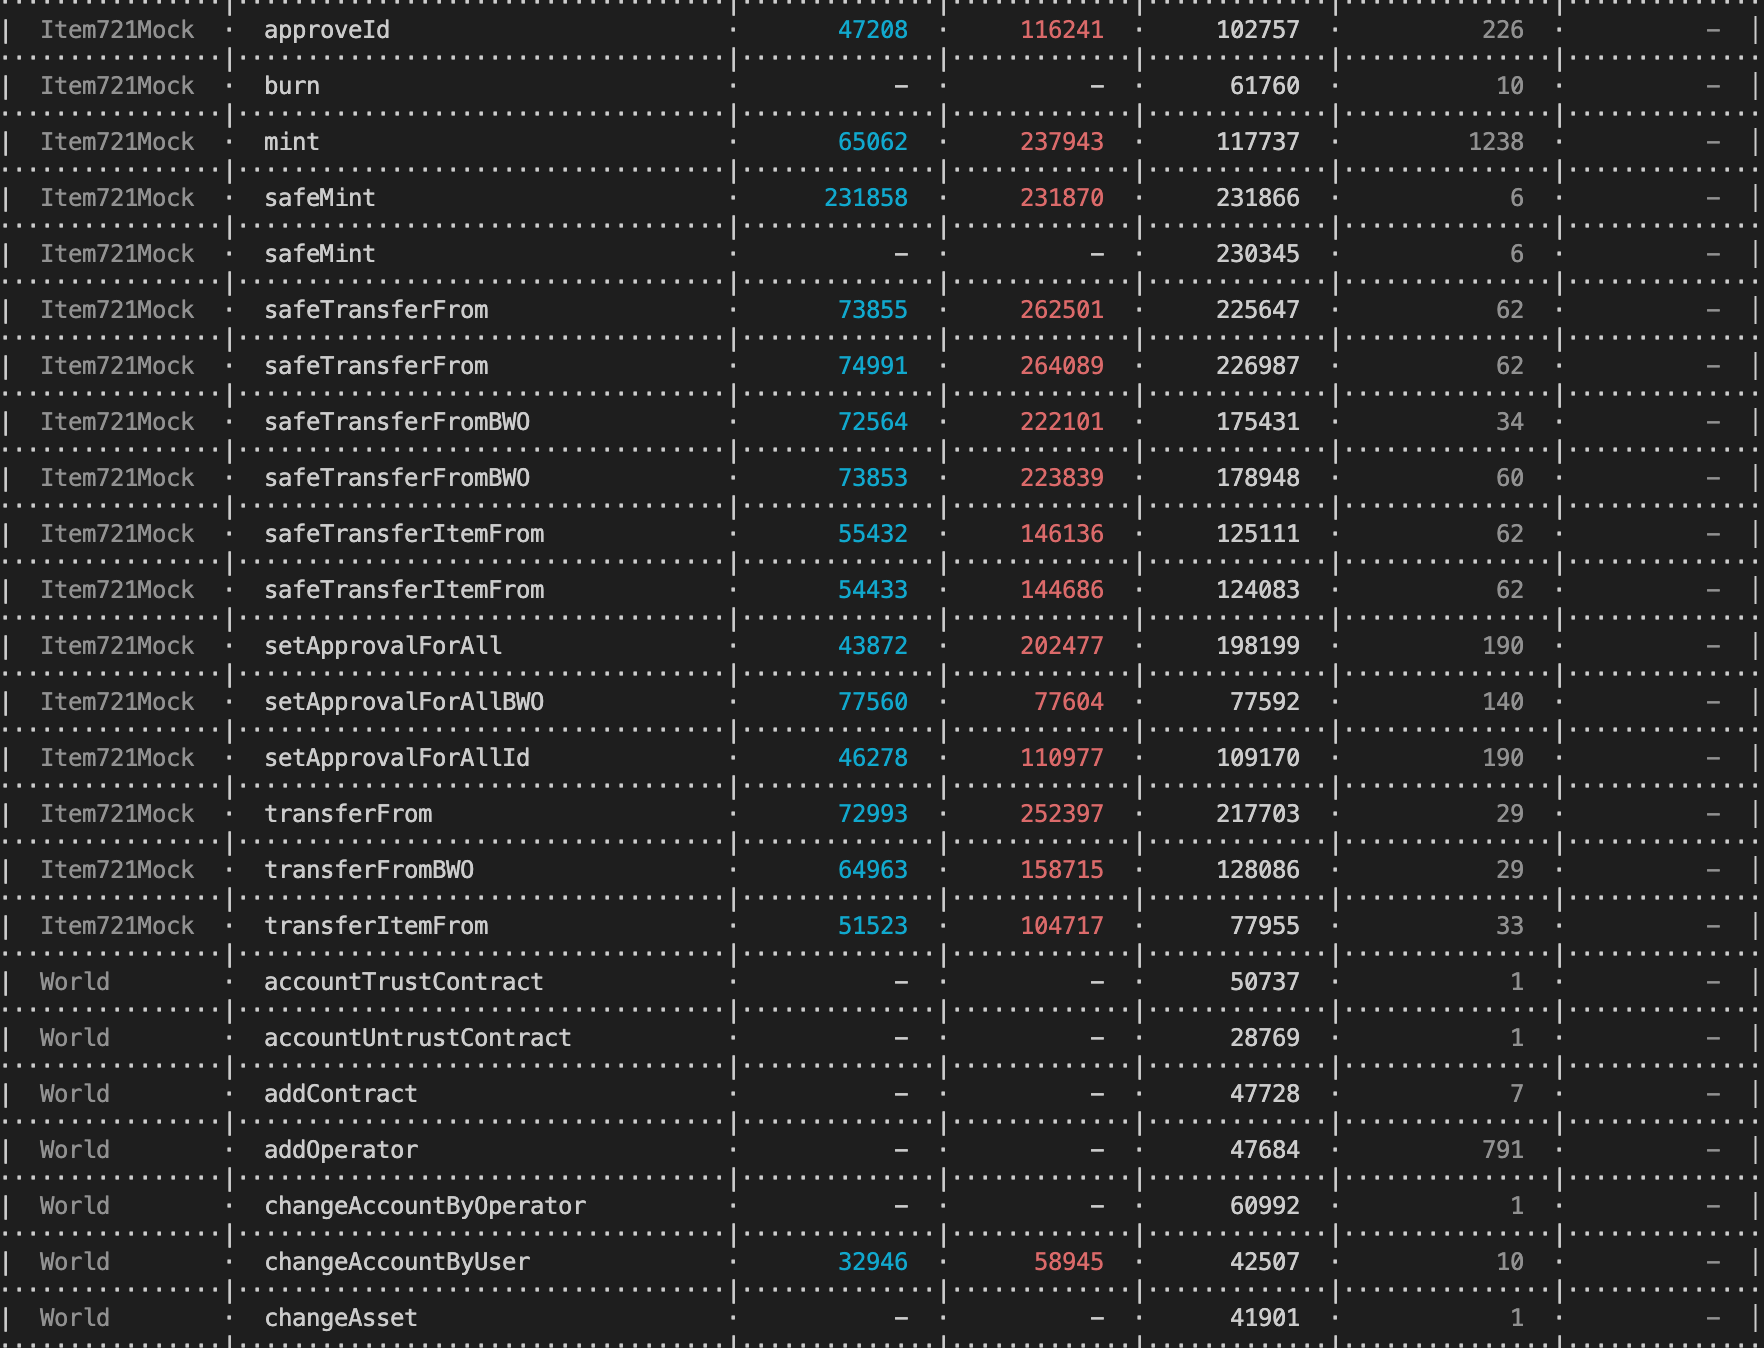 | Item721Mock · approveId · 47208 · 116241 · 102757 · 226 · – |
| Item721Mock · burn · – · – · 61760 · 10 · – |
| Item721Mock · mint · 65062 · 237943 · 117737 · 1238 · – |
| Item721Mock · safeMint · 231858 · 231870 · 231866 · 6 · – |
| Item721Mock · safeMint · – · – · 230345 · 6 · – |
| Item721Mock · safeTransferFrom · 73855 · 262501 · 225647 · 62 · – |
| Item721Mock · safeTransferFrom · 74991 · 264089 · 226987 · 62 · – |
| Item721Mock · safeTransferFromBWO · 72564 · 222101 · 175431 · 34 · – |
| Item721Mock · safeTransferFromBWO · 73853 · 223839 · 178948 · 60 · – |
| Item721Mock · safeTransferItemFrom · 55432 · 146136 · 125111 · 62 · – |
| Item721Mock · safeTransferItemFrom · 54433 · 144686 · 124083 · 62 · – |
| Item721Mock · setApprovalForAll · 43872 · 202477 · 198199 · 190 · – |
| Item721Mock · setApprovalForAllBWO · 77560 · 77604 · 77592 · 140 · – |
| Item721Mock · setApprovalForAllId · 46278 · 110977 · 109170 · 190 · – |
| Item721Mock · transferFrom · 72993 · 252397 · 217703 · 29 · – |
| Item721Mock · transferFromBWO · 64963 · 158715 · 128086 · 29 · – |
| Item721Mock · transferItemFrom · 51523 · 104717 · 77955 · 33 · – |
| World · accountTrustContract · – · – · 50737 · 1 · – |
| World · accountUntrustContract · – · – · 28769 · 1 · – |
| World · addContract · – · – · 47728 · 7 · – |
| World · addOperator · – · – · 47684 · 791 · – |
| World · changeAccountByOperator · – · – · 60992 · 1 · – |
| World · changeAccountByUser · 32946 · 58945 · 42507 · 10 · – |
| World · changeAsset · – · – · 41901 · 1 · – |